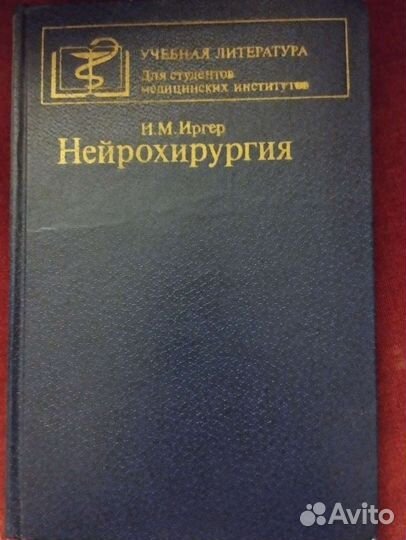 УЧЕБНАЯ ЛИТЕРАТУРА
Для студентов
медицинских институтов
И.М.Иргер
Нейрохирургия
Avito